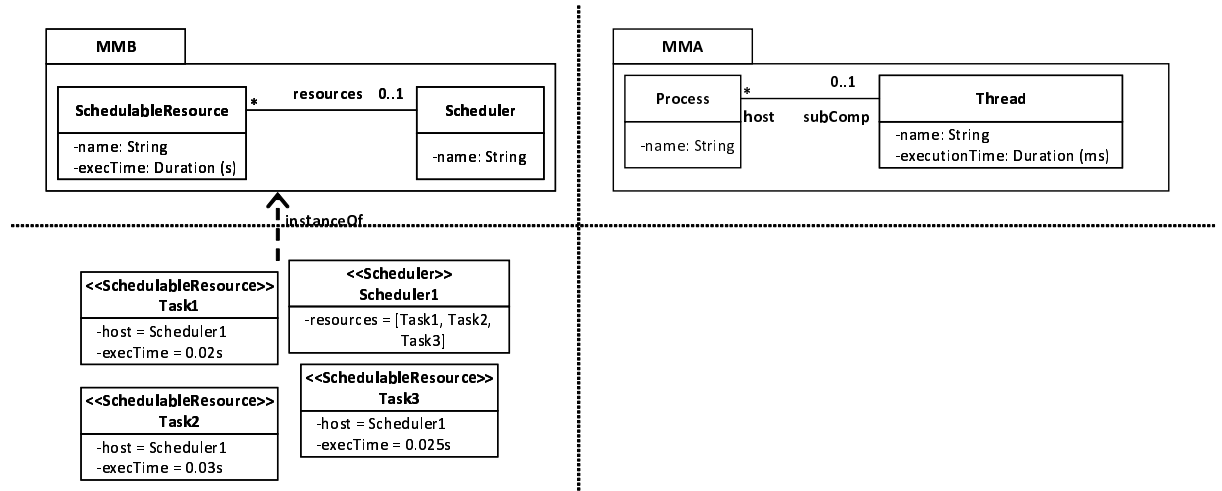 MMB
SchedulableResource
-name: String
-execTime: Duration (s)
*
resources 0..1
Scheduler
-name: String
instanceOf
MMA
Process
-name: String
*
host
0..1
subComp
Thread
-name: String
-executionTime: Duration (ms)
<<SchedulableResource>>
Task1
-host = Scheduler1
-execTime = 0.02s
<<Scheduler>>
Scheduler1
-resources = [Task1, Task2,
Task3]
<<SchedulableResource>>
Task2
-host = Scheduler1
-execTime = 0.03s
<<SchedulableResource>>
Task3
-host = Scheduler1
-execTime = 0.025s